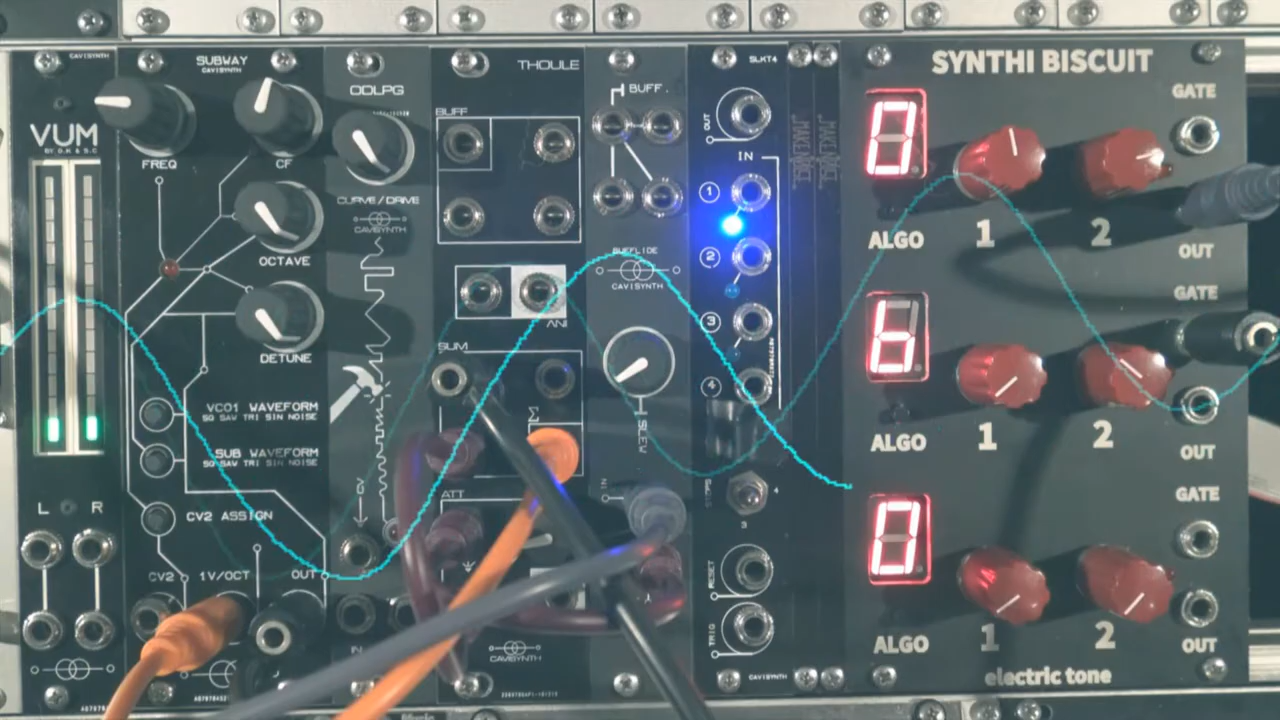 CAVISYNTH
VUM
BY D.K & S.C
L R
SUBWAY
CAVISYNTH
FREQ
CF
OCTAVE
DETUNE
VCO1 WAVEFORM
SQ SAW TRI SIN NOISE
SUB WAVEFORM
SQ SAW TRI SIN NOISE
CV2 ASSIGN
CV2
1V/OCT
OUT
ODLPG
CURVE/DRIVE
CAVISYNTH
CV
IN
THOULE
BUFF
SUM
ATT
CAVISYNTH
BUFF.
BUFFLIDE
CAVISYNTH
SLEW
IN
SLKT4
OUT
IN
1
2
3
4
4
3
RESET
TRIG
CAVISYNTH
SYNTHI BISCUIT
GATE
0
ALGO
1
2
OUT
GATE
6
ALGO
1
2
OUT
GATE
0
ALGO
1
2
OUT
electric tone